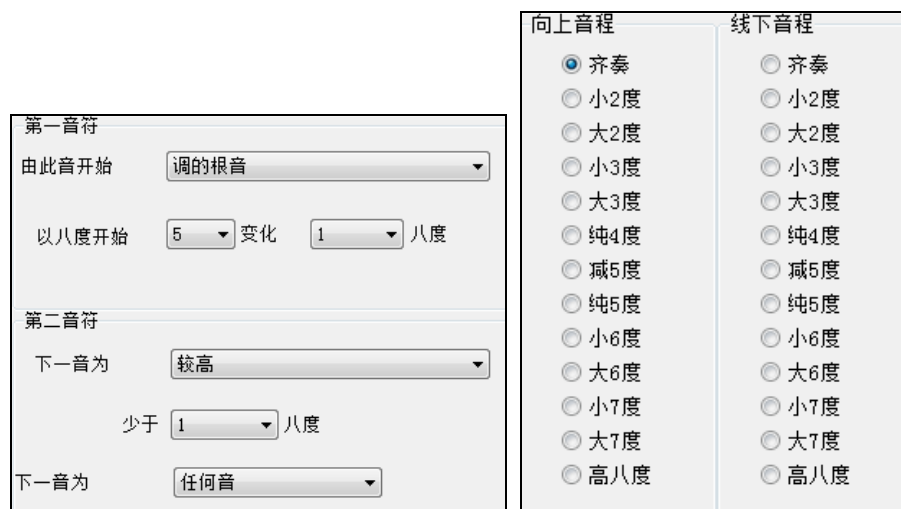 第一音符
由此音开始 调的根音
以八度开始 5 变化 1 八度
第二音符
下一音为 较高
少于 1 八度
下一音为 任何音
向上音程 线下音程
齐奏 齐奏
小2度 小2度
大2度 大2度
小3度 小3度
大3度 大3度
纯4度 纯4度
减5度 减5度
纯5度 纯5度
小6度 小6度
大6度 大6度
小7度 小7度
大7度 大7度
高八度 高八度